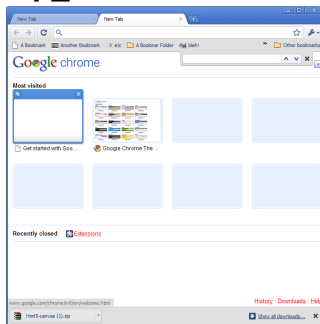 New Tab
New Tab
A Bookmark
Another Bookmark
X etc
A Bookmar Folder
bleh!
»
Other bookmarks
Google chrome
Most visited
Get started with Goo...
Google Chrome The ...
Recently closed
Extensions
www.google.com/chrome/intl/en/welcome.html
History
Downloads
Help
html5-canvas (1).zip
Show all downloads...